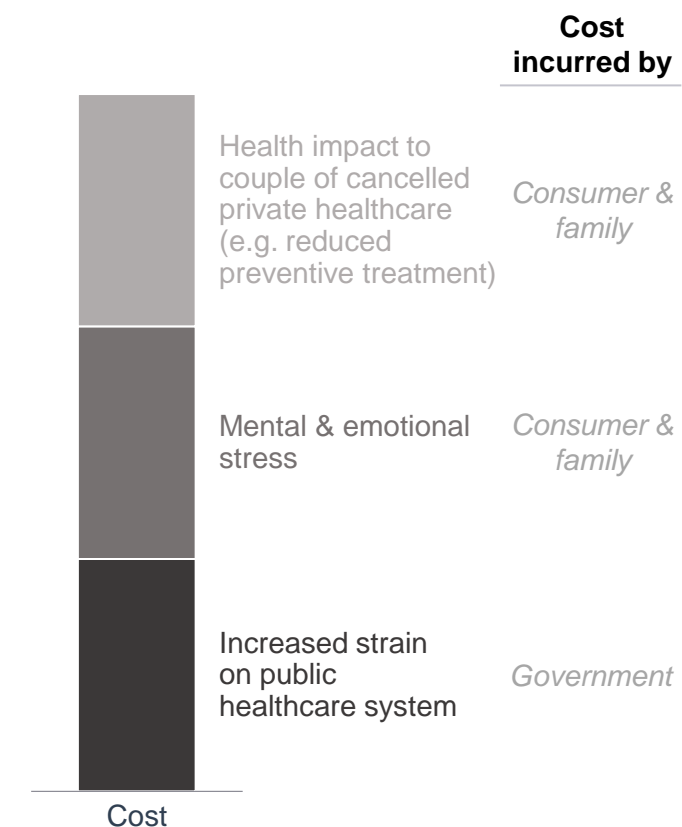 Cost
incurred by
Health impact to
couple of cancelled
private healthcare
(e.g. reduced
preventive treatment)
Consumer &
family
Mental & emotional
stress
Consumer &
family
Increased strain
on public
healthcare system
Government
Cost